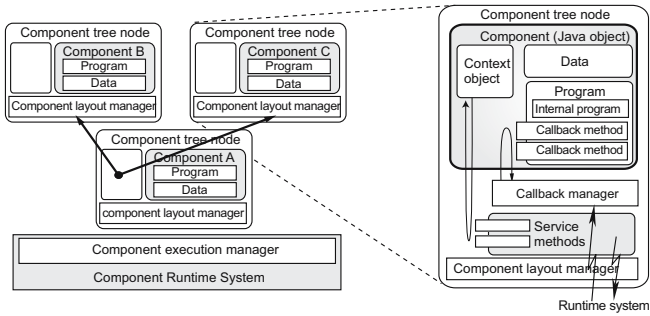 Component tree node
Component B
Program
Data
Component layout manager
Component tree node
Component C
Program
Data
Component layout manager
Component tree node
Component A
Program
Data
component layout manager
Component execution manager
Component Runtime System
Component tree node
Component (Java object)
Context
object
Data
Program
Internal program
Callback method
Callback method
Callback manager
Service
methods
Component layout manager
Runtime system